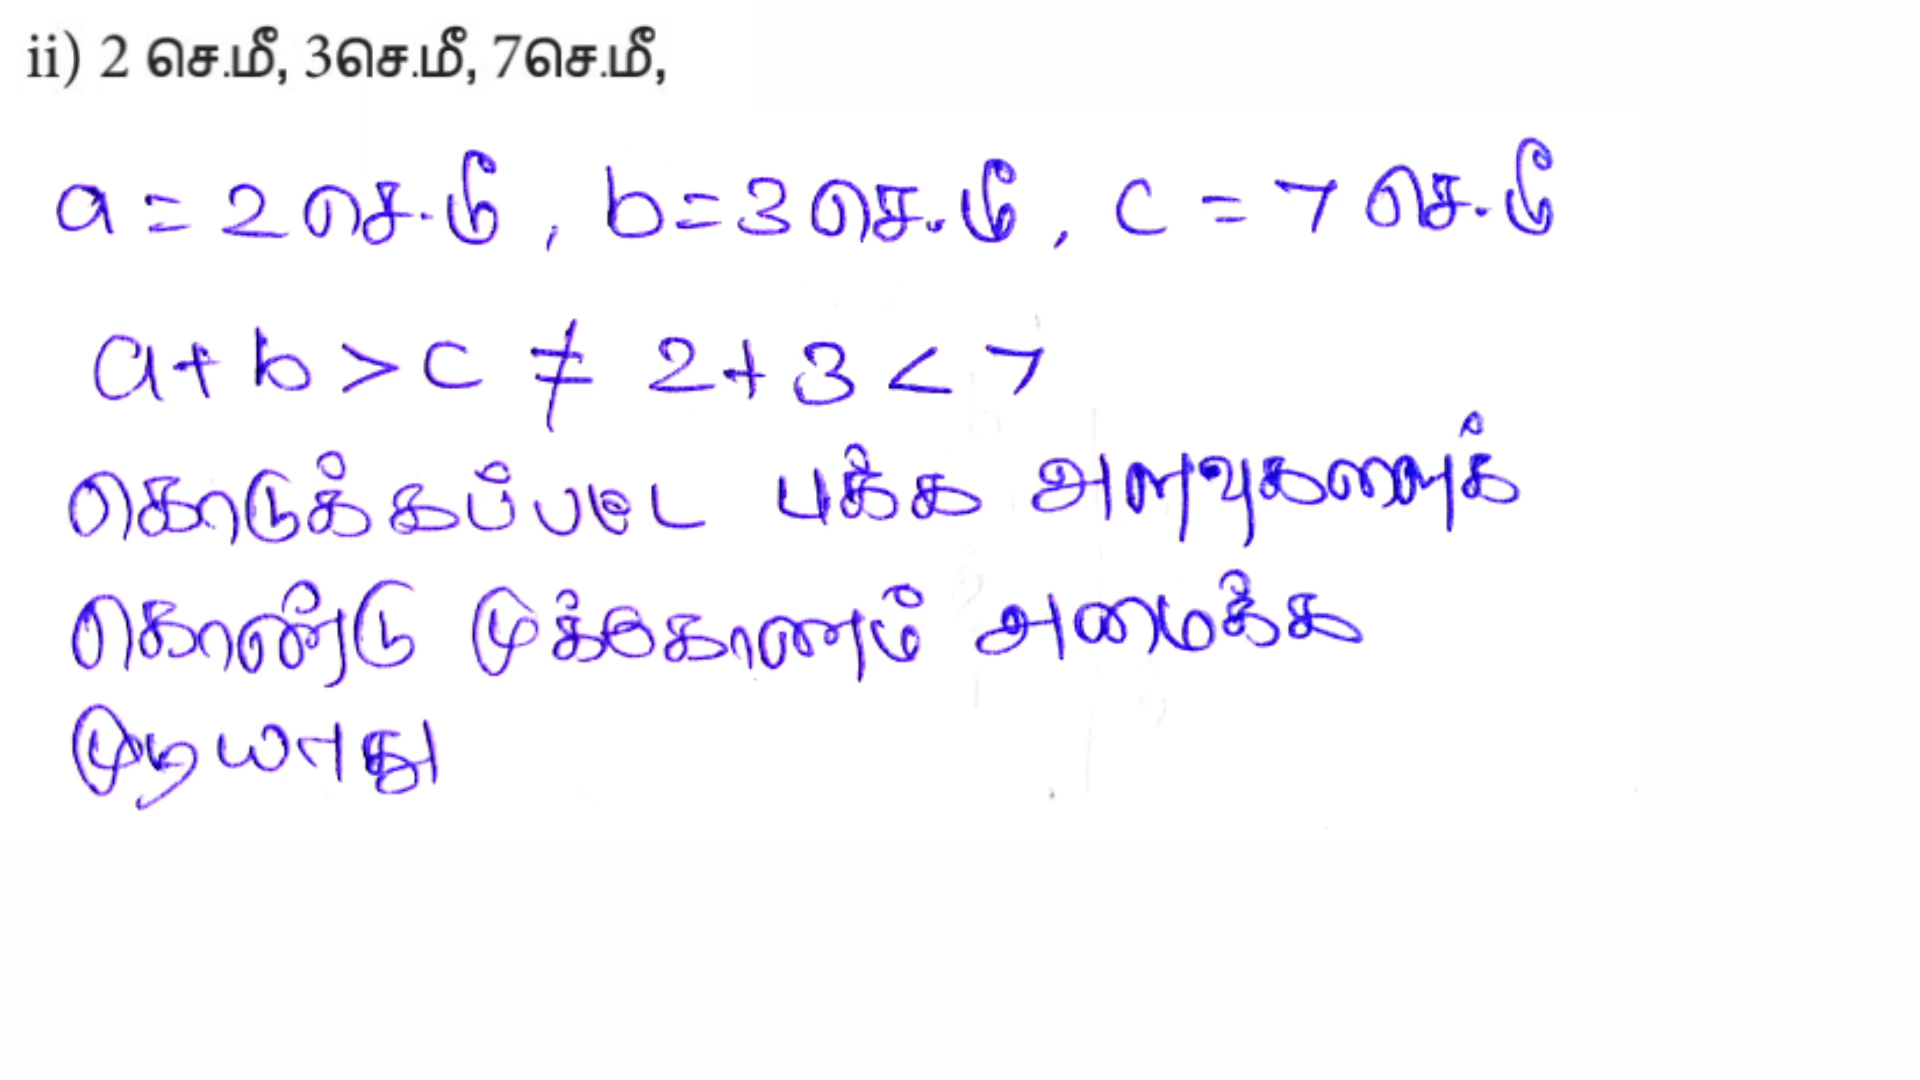 ii) 2 செ.மீ, 3செ.மீ, 7செ.மீ,
a = 2 செ.மீ, b = 3 செ.மீ, c = 7 செ.மீ
a + b > c ≠ 2 + 3 < 7
கொடுக்கப்பட்ட பக்க அளவுகளைக்
கொண்டு முக்கோணம் அமைக்க
முடியாது